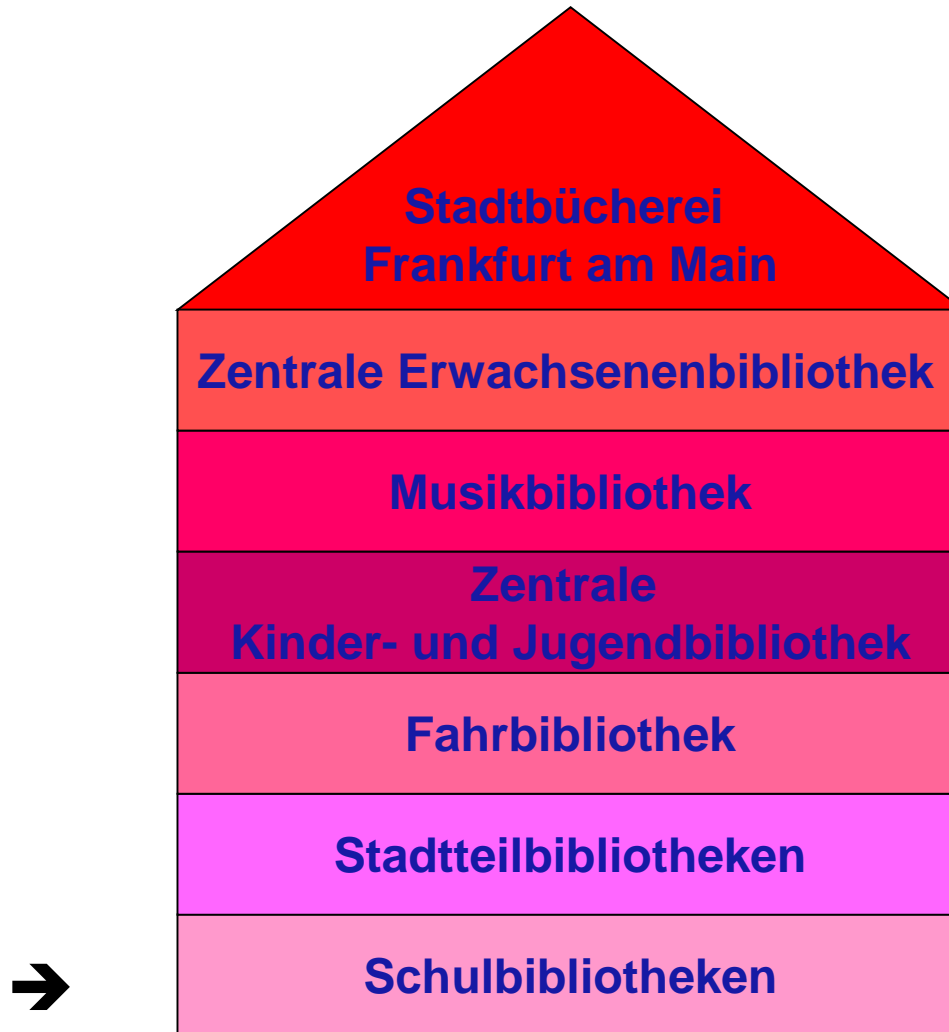 Stadtbücherei
Frankfurt am Main
Zentrale Erwachsenenbibliothek
Musikbibliothek
Zentrale
Kinder- und Jugendbibliothek
Fahrbibliothek
Stadtteilbibliotheken
➔ Schulbibliotheken